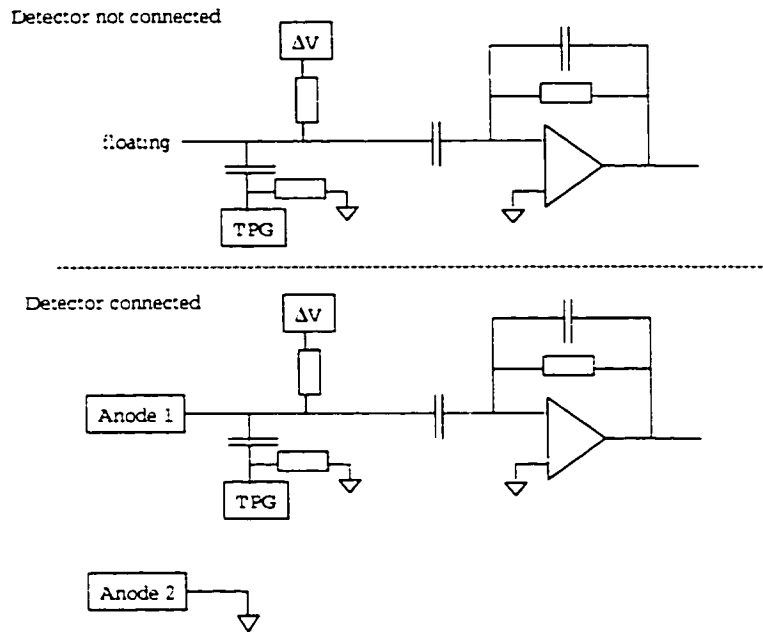 Detector not connected
ΔV
floating
TPG
Detector connected
ΔV
Anode 1
TPG
Anode 2